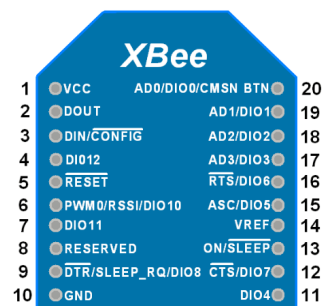 XBee
1 VCC AD0/DIO0/CMSN BTN 20
2 DOUT AD1/DIO1 19
3 DIN/CONFIG AD2/DIO2 18
4 DI012 AD3/DIO3 17
5 RESET RTS/DIO6 16
6 PWM0/RSSI/DIO10 ASC/DIO5 15
7 DIO11 VREF 14
8 RESERVED ON/SLEEP 13
9 DTR/SLEEP_RQ/DIO8 CTS/DIO7 12
10 GND DIO4 11